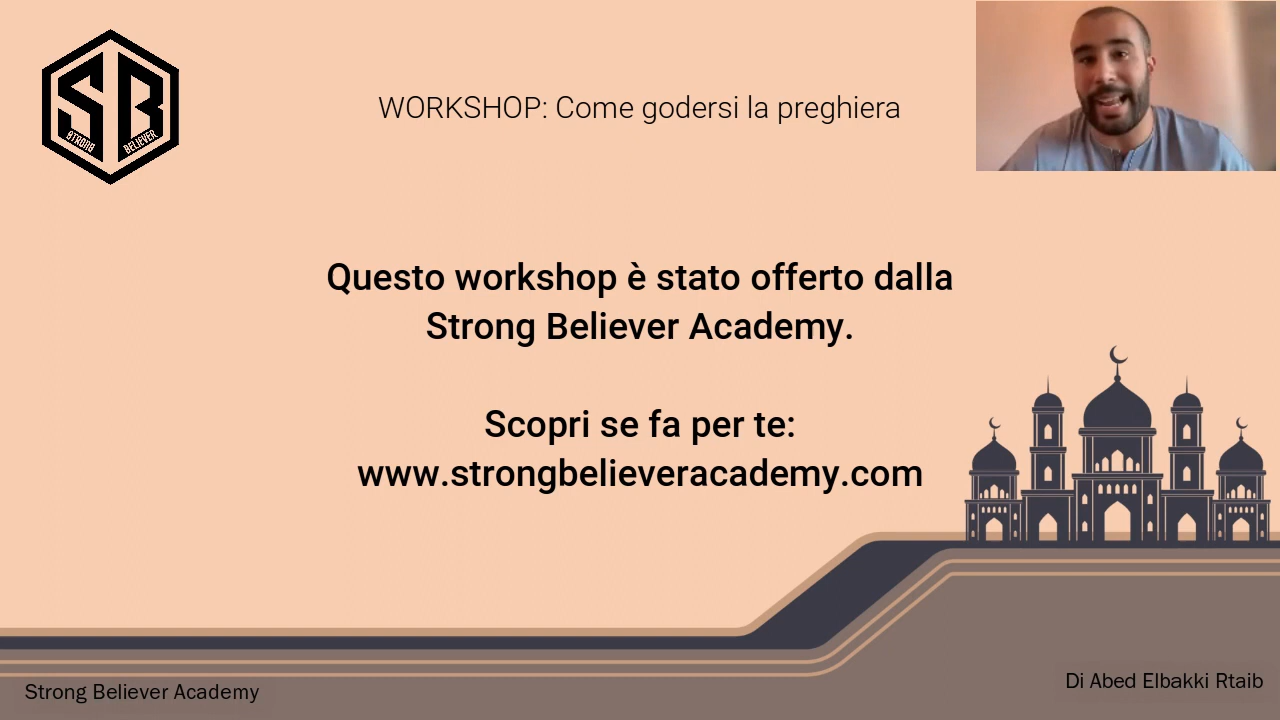 SB
STRONG BELIEVER
WORKSHOP: Come godersi la preghiera
Questo workshop è stato offerto dalla
Strong Believer Academy.
Scopri se fa per te:
www.strongbelieveracademy.com
Strong Believer Academy
Di Abed Elbakki Rtaib